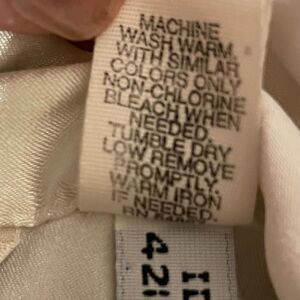 MACHINE
WASH WARM,
WITH SIMILAR
COLORS ONLY
NON-CHLORINE
BLEACH WHEN
NEEDED.
TUMBLE DRY
LOW REMOVE
PROMPTLY.
WARM IRON
IF NEEDED.
RN